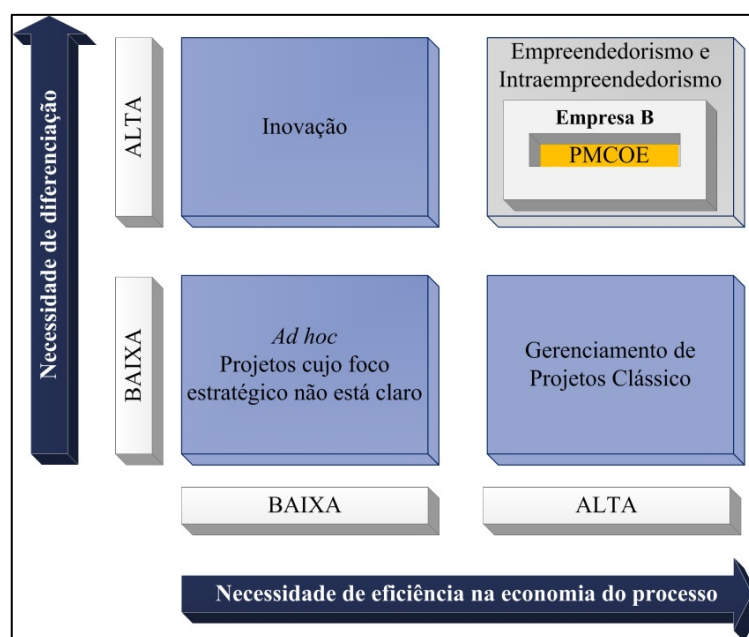 Necessidade de diferenciação
ALTA
Inovação
Empreendedorismo e
Intraempreendedorismo
Empresa B
PMCOE
BAIXA
Ad hoc
Projetos cujo foco
estratégico não está claro
Gerenciamento de
Projetos Clássico
BAIXA
ALTA
Necessidade de eficiência na economia do processo